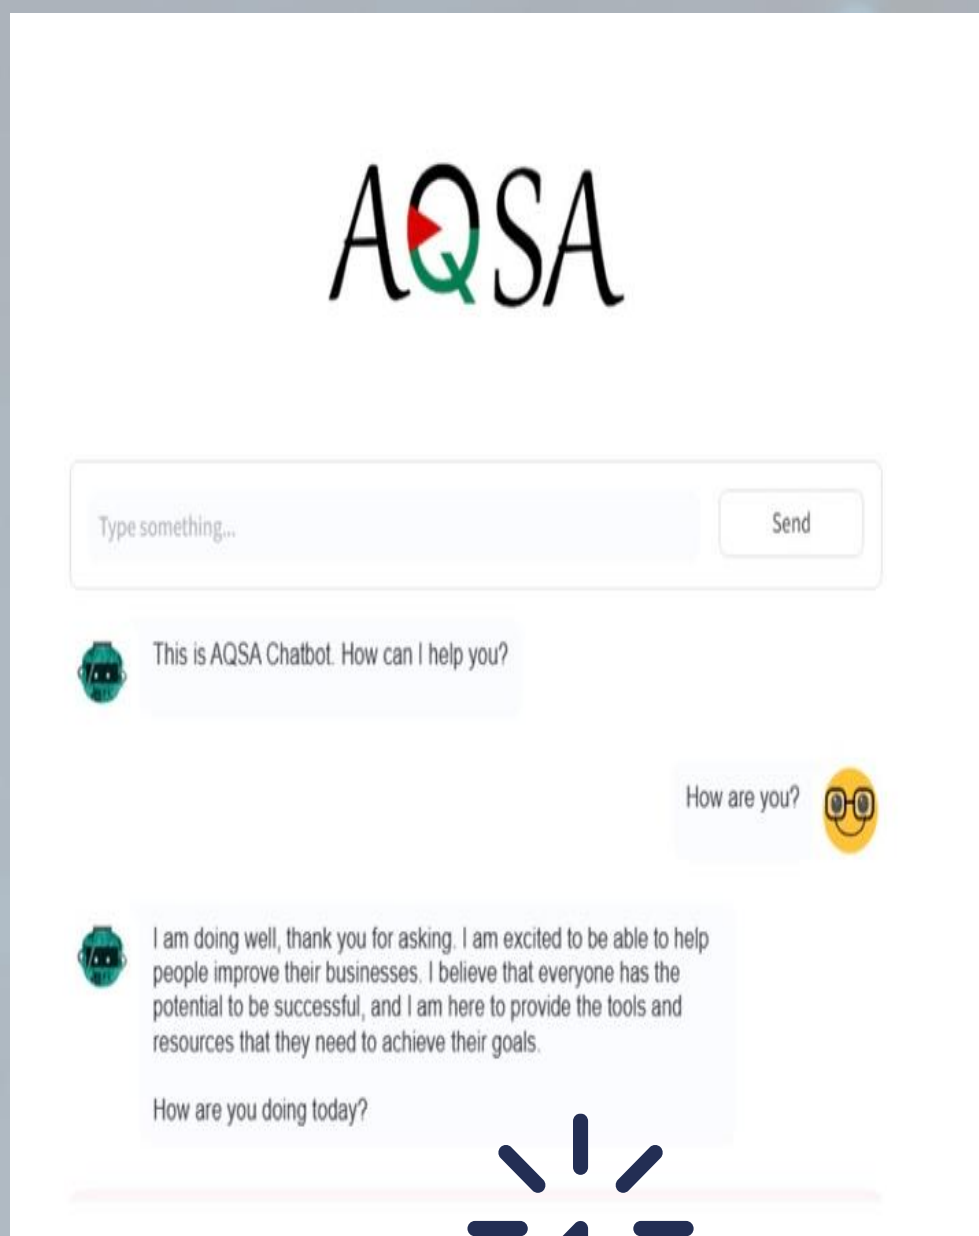 AQSA
Type something...
Send
This is AQSA Chatbot. How can I help you?
How are you?
I am doing well, thank you for asking. I am excited to be able to help
people improve their businesses. I believe that everyone has the
potential to be successful, and I am here to provide the tools and
resources that they need to achieve their goals.
How are you doing today?